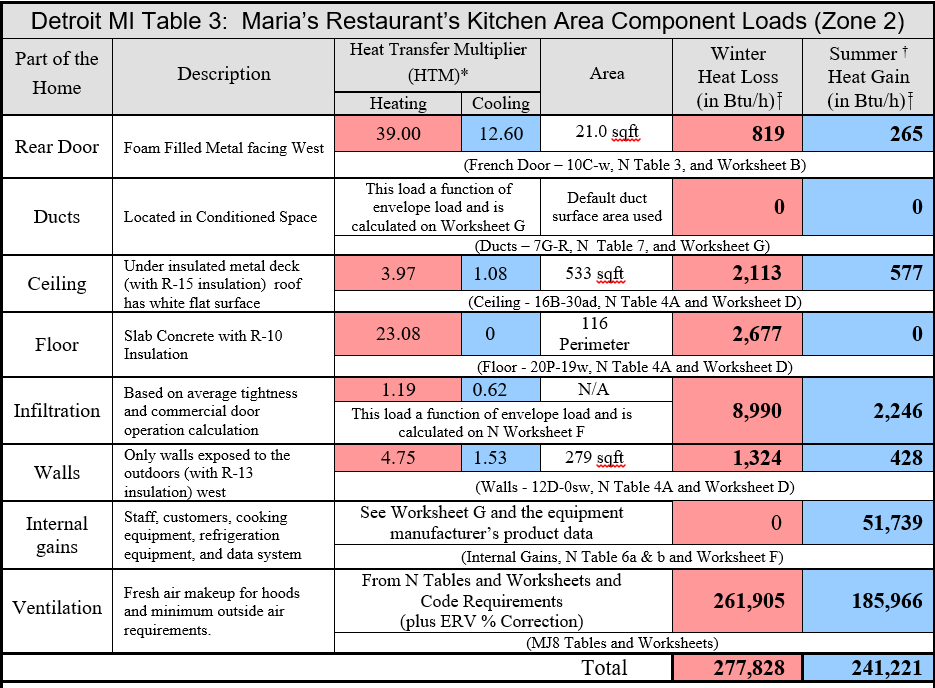 Detroit MI Table 3:  Maria’s Restaurant’s Kitchen Area Component Loads (Zone 2)
Part of the
Home
Description
Heat Transfer Multiplier
(HTM)*
Heating
Cooling
Area
Winter
Heat Loss
(in Btu/h)‡
Summer †
Heat Gain
(in Btu/h)‡
Rear Door
Foam Filled Metal facing West
39.00
12.60
21.0 sqft
819
265
(French Door – 10C-w, N Table 3, and Worksheet B)
Ducts
Located in Conditioned Space
This load a function of
envelope load and is
calculated on Worksheet G
Default duct
surface area used
0
0
(Ducts – 7G-R, N  Table 7, and Worksheet G)
Ceiling
Under insulated metal deck
(with R-15 insulation)  roof
has white flat surface
3.97
1.08
533 sqft
2,113
577
(Ceiling - 16B-30ad, N Table 4A and Worksheet D)
Floor
Slab Concrete with R-10
Insulation
23.08
0
116
Perimeter
2,677
0
(Floor - 20P-19w, N Table 4A and Worksheet D)
Infiltration
Based on average tightness
and commercial door
operation calculation
1.19
0.62
N/A
This load a function of envelope load and is
calculated on N Worksheet F
8,990
2,246
Walls
Only walls exposed to the
outdoors (with R-13
insulation) west
4.75
1.53
279 sqft
1,324
428
(Walls - 12D-0sw, N Table 4A and Worksheet D)
Internal
gains
Staff, customers, cooking
equipment, refrigeration
equipment, and data system
See Worksheet G and the equipment
manufacturer’s product data
0
51,739
(Internal Gains, N Table 6a & b and Worksheet F)
Ventilation
Fresh air makeup for hoods
and minimum outside air
requirements.
From N Tables and Worksheets and
Code Requirements
(plus ERV % Correction)
261,905
185,966
(MJ8 Tables and Worksheets)
Total
277,828
241,221